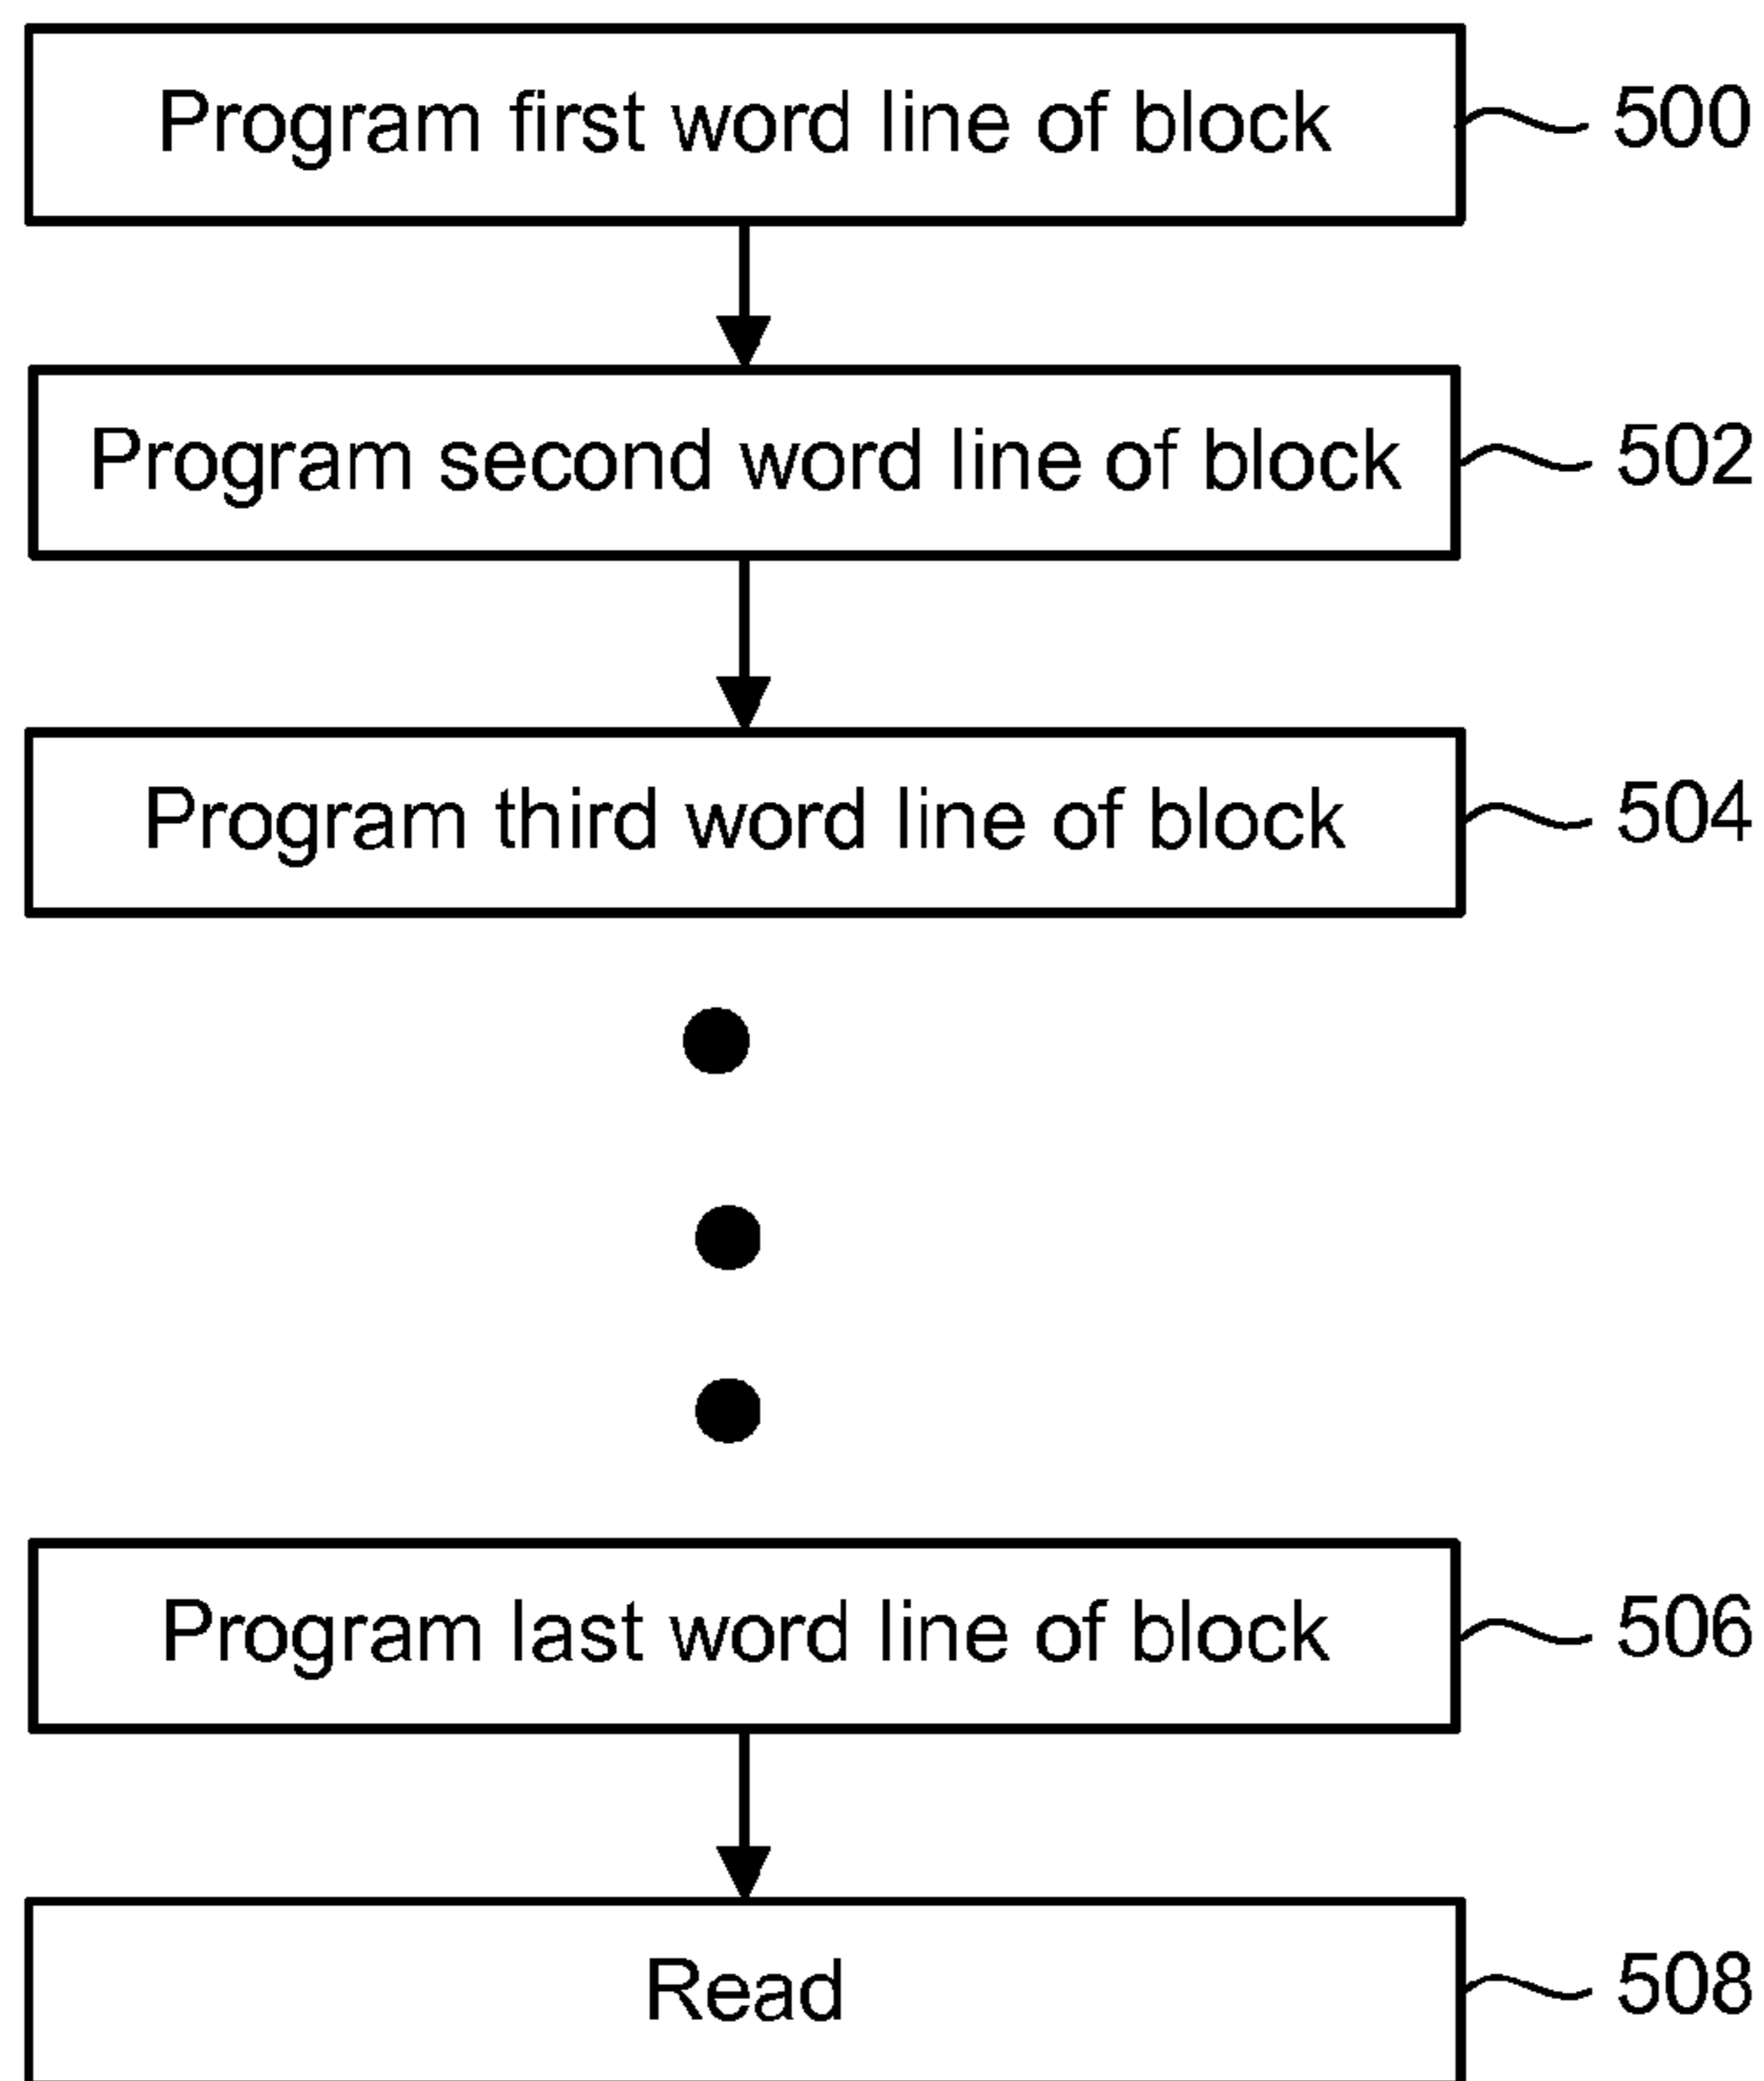 Program first word line of block 500
Program second word line of block 502
Program third word line of block 504
Program last word line of block 506
Read 508